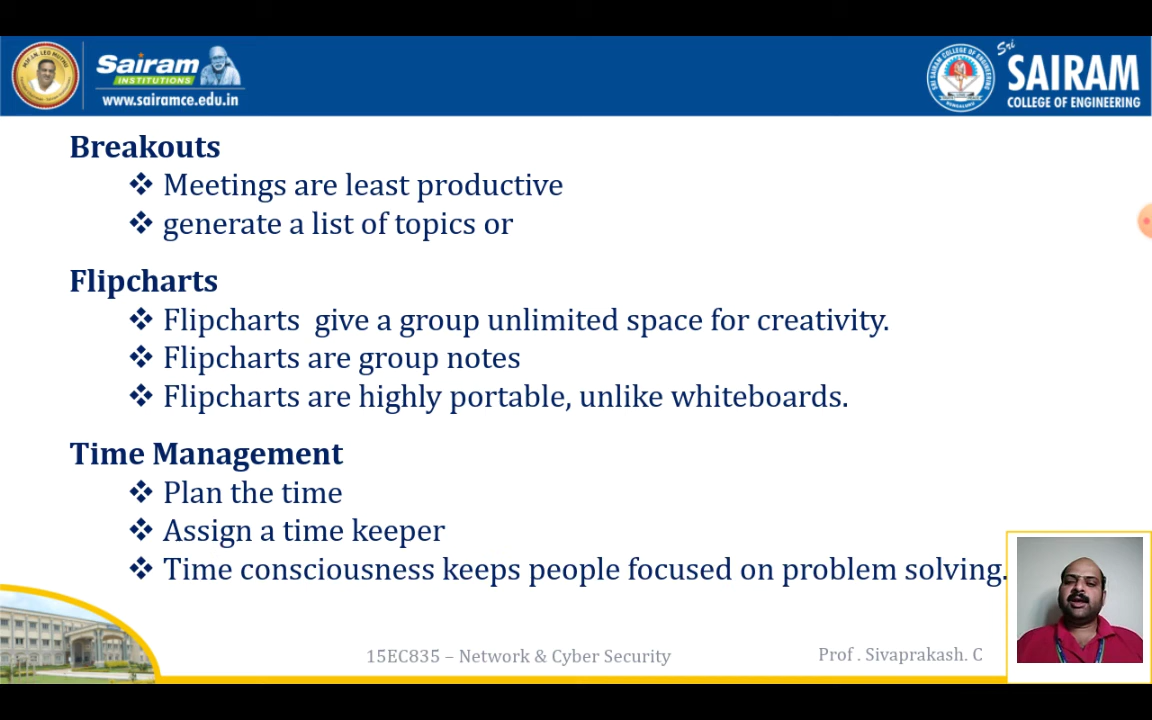 Sairam
INSTITUTIONS
www.sairamce.edu.in
Sri
SAIRAM
COLLEGE OF ENGINEERING
Breakouts
❖ Meetings are least productive
❖ generate a list of topics or
Flipcharts
❖ Flipcharts give a group unlimited space for creativity.
❖ Flipcharts are group notes
❖ Flipcharts are highly portable, unlike whiteboards.
Time Management
❖ Plan the time
❖ Assign a time keeper
❖ Time consciousness keeps people focused on problem solving.
15EC835 – Network & Cyber Security
Prof . Sivaprakash. C